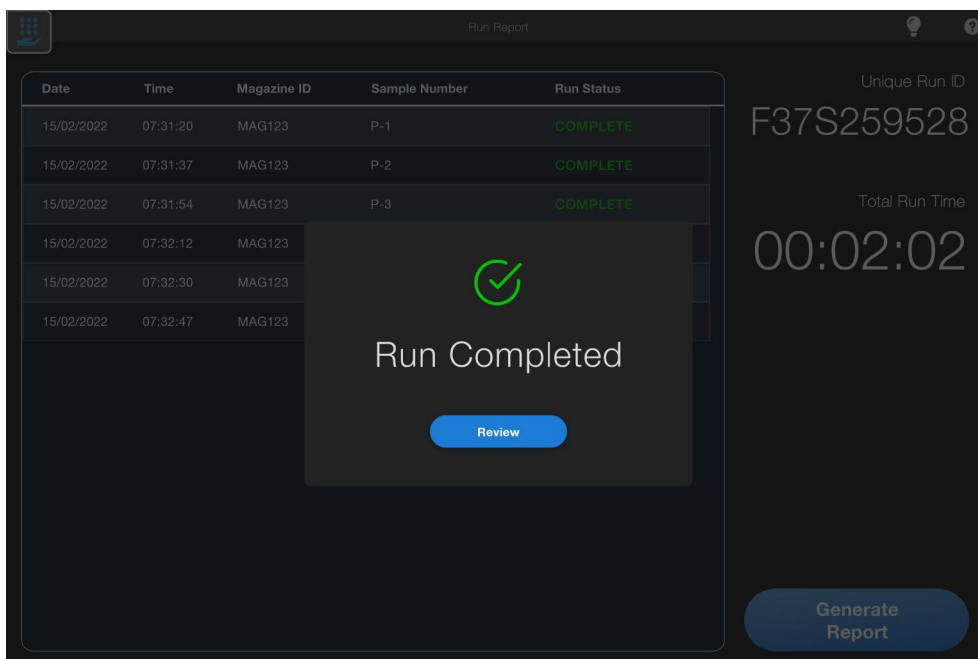 Run Report
Date Time Magazine ID Sample Number Run Status
15/02/2022 07:31:20 MAG123 P-1 COMPLETE
15/02/2022 07:31:37 MAG123 P-2 COMPLETE
15/02/2022 07:31:54 MAG123 P-3 COMPLETE
15/02/2022 07:32:12 MAG123
15/02/2022 07:32:30 MAG123
15/02/2022 07:32:47 MAG123
Run Completed
Review
Unique Run ID
F37S259528
Total Run Time
00:02:02
Generate
Report